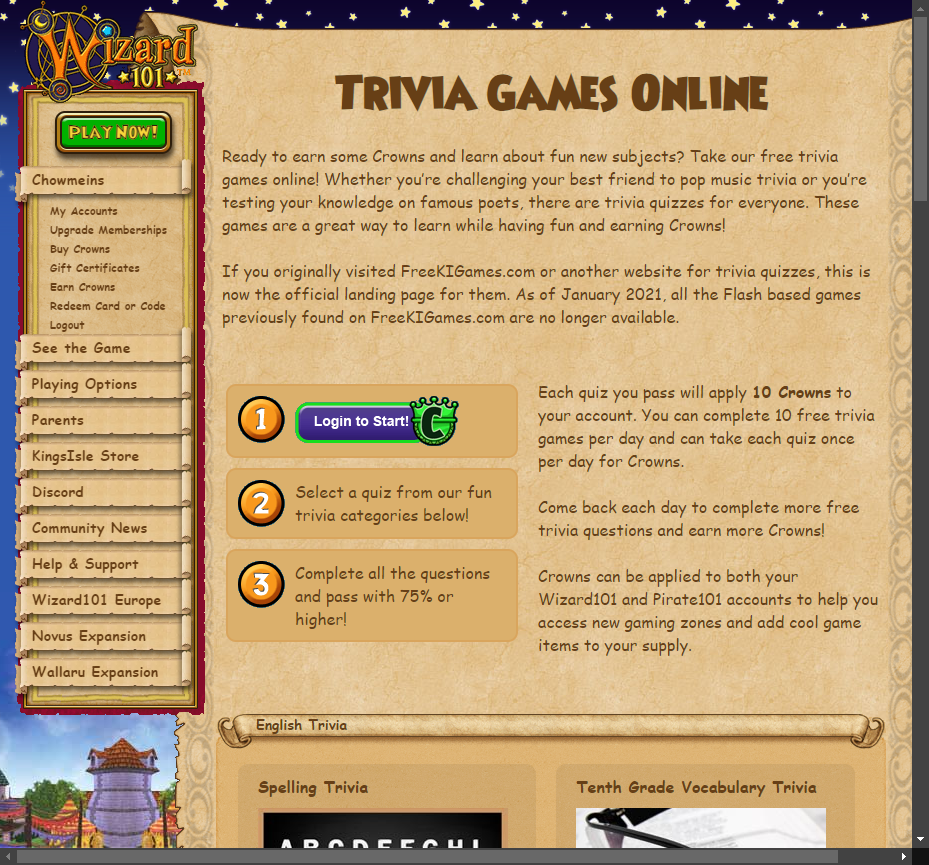 Wizard
101
PLAY NOW!
Chowmeins
My Accounts
Upgrade Memberships
Buy Crowns
Gift Certificates
Earn Crowns
Redeem Card or Code
Logout
See the Game
Playing Options
Parents
KingsIsle Store
Discord
Community News
Help & Support
Wizard101 Europe
Novus Expansion
Wallaru Expansion
Trivia Games Online
Ready to earn some Crowns and learn about fun new subjects? Take our free trivia
games online! Whether you're challenging your best friend to pop music trivia or you're
testing your knowledge on famous poets, there are trivia quizzes for everyone. These
games are a great way to learn while having fun and earning Crowns!
If you originally visited FreeKIGames.com or another website for trivia quizzes, this is
now the official landing page for them. As of January 2021, all the Flash based games
previously found on FreeKIGames.com are no longer available.
1
Login to Start!
C
2
Select a quiz from our fun
trivia categories below!
3
Complete all the questions
and pass with 75% or
higher!
Each quiz you pass will apply 10 Crowns to
your account. You can complete 10 free trivia
games per day and can take each quiz once
per day for Crowns.
Come back each day to complete more free
trivia questions and earn more Crowns!
Crowns can be applied to both your
Wizard101 and Pirate101 accounts to help you
access new gaming zones and add cool game
items to your supply.
English Trivia
Spelling Trivia
Tenth Grade Vocabulary Trivia
A B C D E F G H I